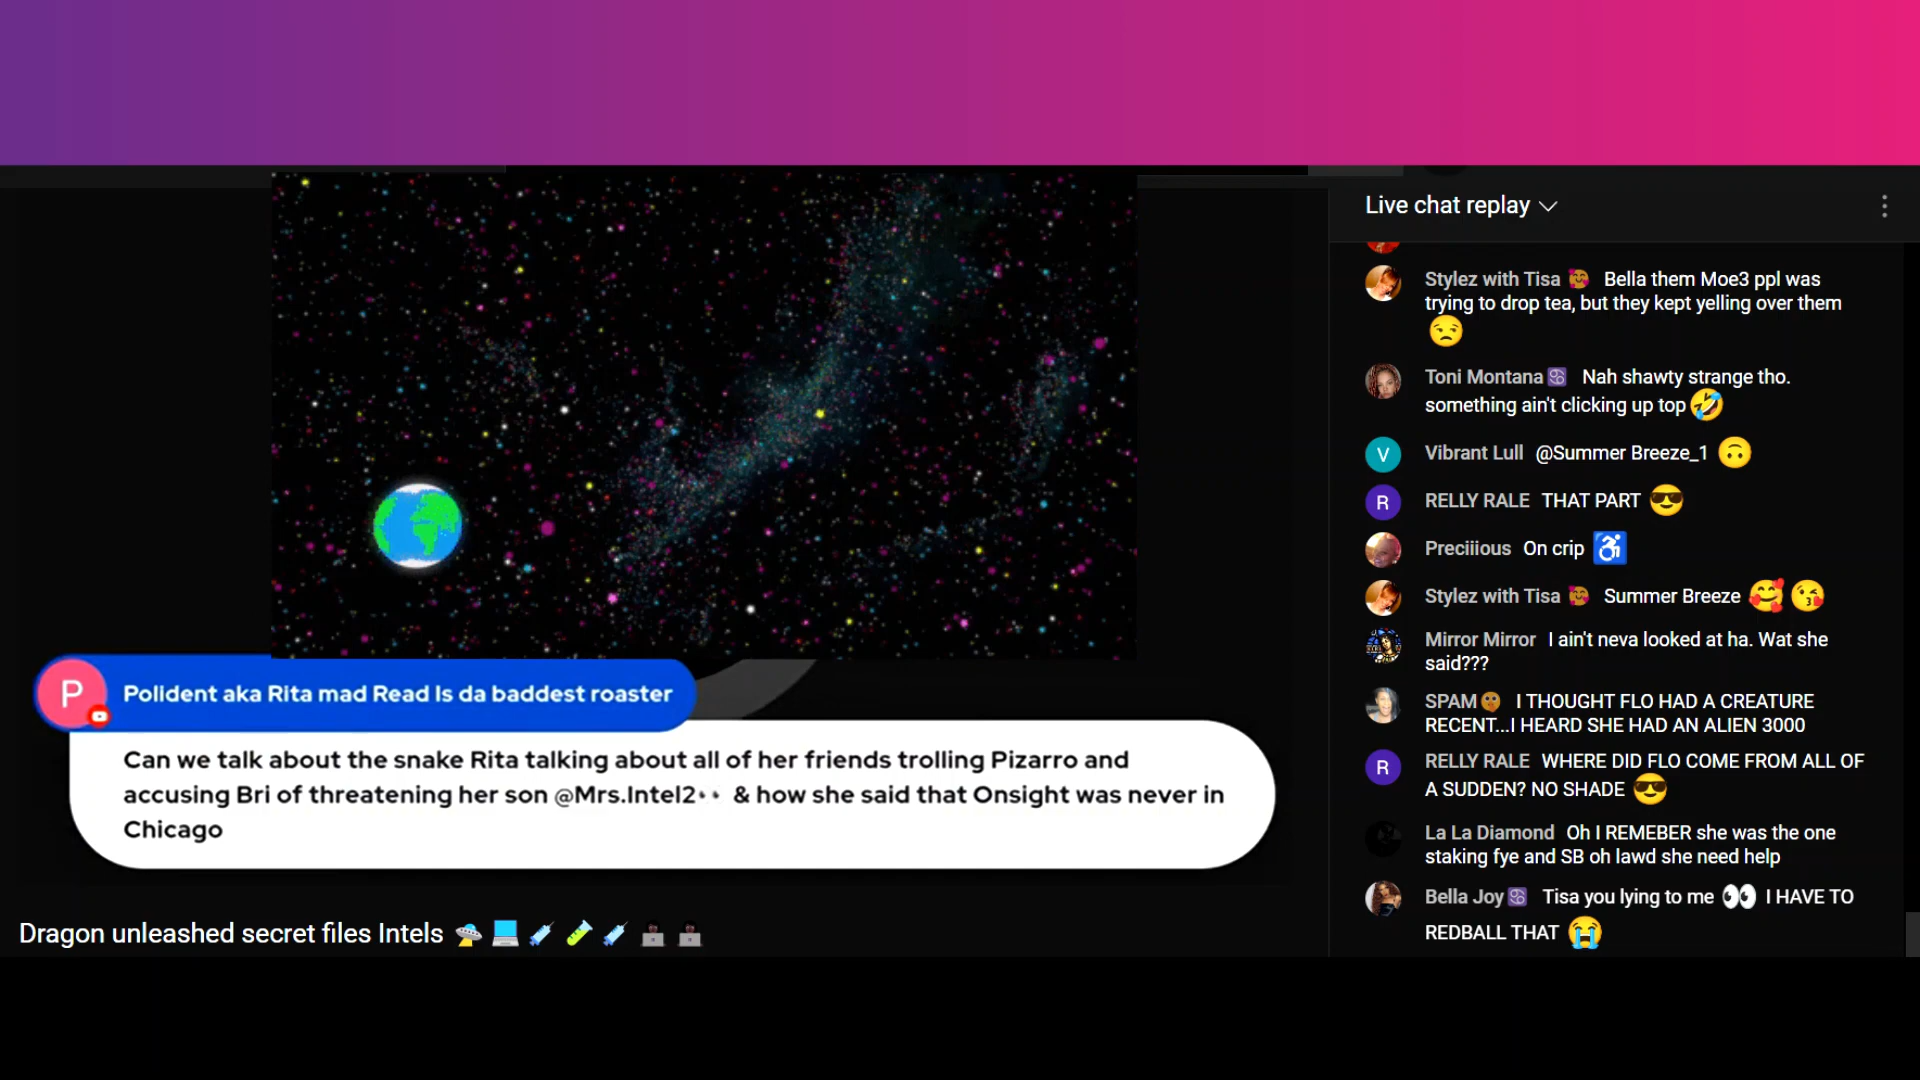 Live chat replay
Stylez with Tisa 🥰 Bella them Moe3 ppl was
trying to drop tea, but they kept yelling over them
😒
Toni Montana♋ Nah shawty strange tho.
something ain't clicking up top🤣
V
Vibrant Lull @Summer Breeze_1 🙃
R
RELLY RALE THAT PART 😎
Preciiious On crip ♿
Stylez with Tisa 🥰 Summer Breeze 🥰😘
Mirror Mirror I ain't neva looked at ha. Wat she
said???
SPAM🤫 I THOUGHT FLO HAD A CREATURE
RECENT...I HEARD SHE HAD AN ALIEN 3000
R
RELLY RALE WHERE DID FLO COME FROM ALL OF
A SUDDEN? NO SHADE 😎
La La Diamond Oh I REMEBER she was the one
staking fye and SB oh lawd she need help
Bella Joy♋ Tisa you lying to me 👀 I HAVE TO
REDBALL THAT 😭
P
Polident aka Rita mad Read Is da baddest roaster
Can we talk about the snake Rita talking about all of her friends trolling Pizarro and
accusing Bri of threatening her son @Mrs.Intel2👀 & how she said that Onsight was never in
Chicago
Dragon unleashed secret files Intels 🛸💻💉🧪💉👨🏿‍💻👨🏿‍💻